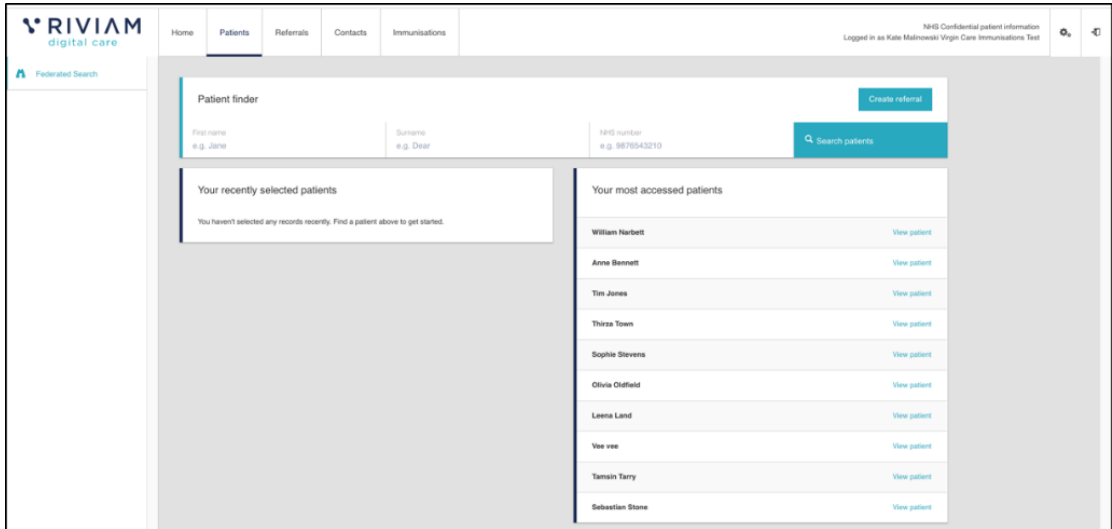 RIVIAM
digital care
Home
Patients
Referrals
Contacts
Immunisations
NHS Confidential patient information
Logged in as Kate Malinowski Virgin Care Immunisations Test
Federated Search
Patient finder
Create referral
First name
e.g. Jane
Surname
e.g. Dear
NHS number
e.g. 9876543210
Search patients
Your recently selected patients
You haven't selected any records recently. Find a patient above to get started.
Your most accessed patients
William Narbett
View patient
Anne Bennett
View patient
Tim Jones
View patient
Thirza Town
View patient
Sophie Stevens
View patient
Olivia Oldfield
View patient
Leena Land
View patient
Vee vee
View patient
Tamsin Tarry
View patient
Sebastian Stone
View patient